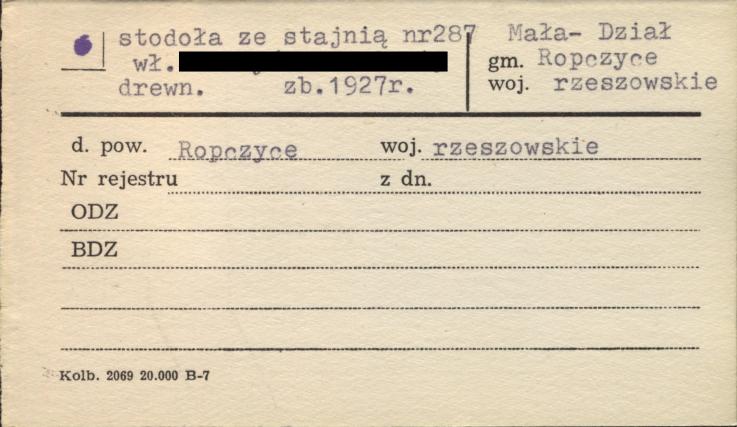 stodoła ze stajnią nr287
wł.
drewn. zb.1927r.
Mała- Dział
gm. Ropczyce
woj. rzeszowskie
d. pow. Ropczyce woj. rzeszowskie
Nr rejestru z dn.
ODZ
BDZ
Kolb. 2069 20.000 B-7